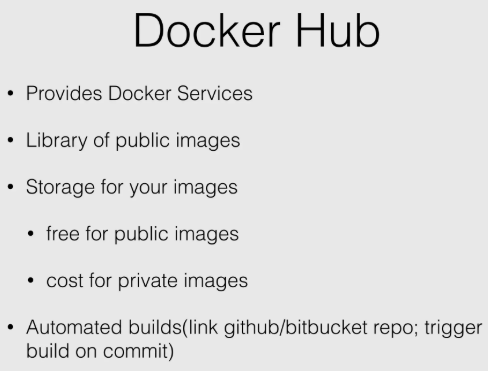 Docker Hub
• Provides Docker Services
• Library of public images
• Storage for your images
• free for public images
• cost for private images
• Automated builds(link github/bitbucket repo; trigger
build on commit)